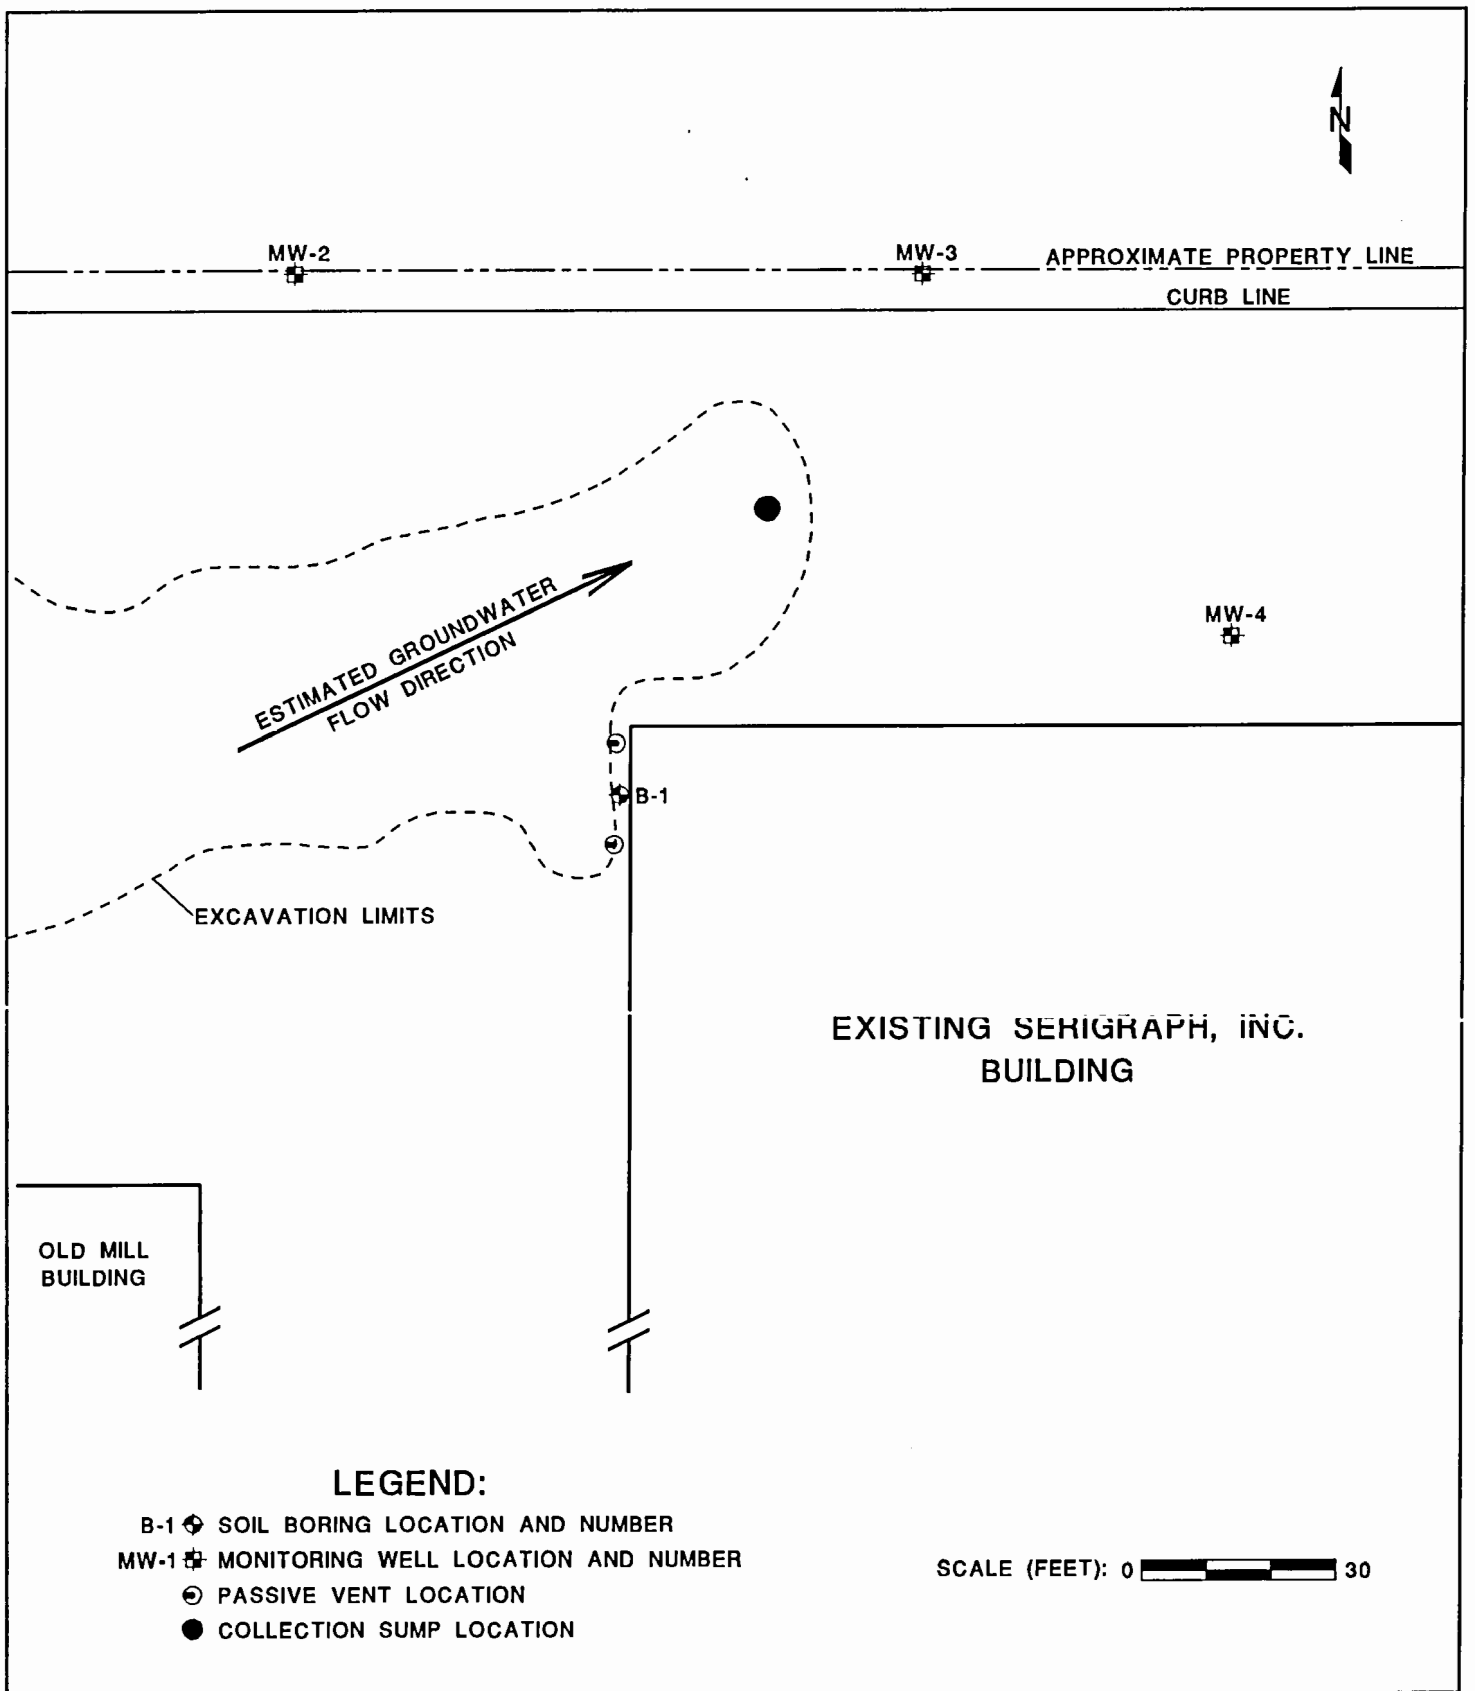 N
MW-2
MW-3
APPROXIMATE PROPERTY LINE
CURB LINE
ESTIMATED GROUNDWATER
FLOW DIRECTION
MW-4
B-1
EXCAVATION LIMITS
EXISTING SERIGRAPH, INC.
BUILDING
OLD MILL
BUILDING
LEGEND:
B-1 SOIL BORING LOCATION AND NUMBER
MW-1 MONITORING WELL LOCATION AND NUMBER
PASSIVE VENT LOCATION
COLLECTION SUMP LOCATION
SCALE (FEET): 0 30